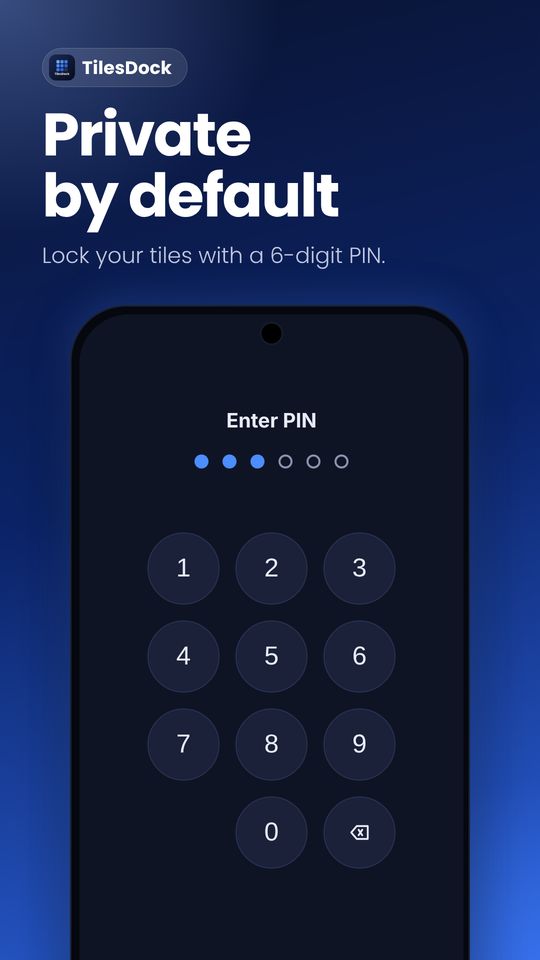 TilesDock
Private
by default
Lock your tiles with a 6-digit PIN.
Enter PIN
1 2 3
4 5 6
7 8 9
0